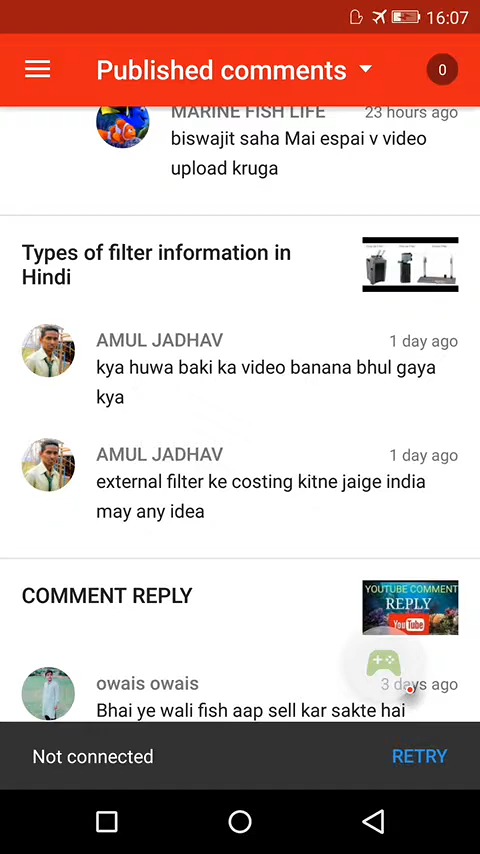 16:07
Published comments
0
MARINE FISH LIFE 23 hours ago
biswajit saha Mai espai v video
upload kruga
Types of filter information in
Hindi
AMUL JADHAV 1 day ago
kya huwa baki ka video banana bhul gaya
kya
AMUL JADHAV 1 day ago
external filter ke costing kitne jaige india
may any idea
COMMENT REPLY
YOUTUBE COMMENT
REPLY
YouTube
owais owais 3 days ago
Bhai ye wali fish aap sell kar sakte hai
Not connected RETRY